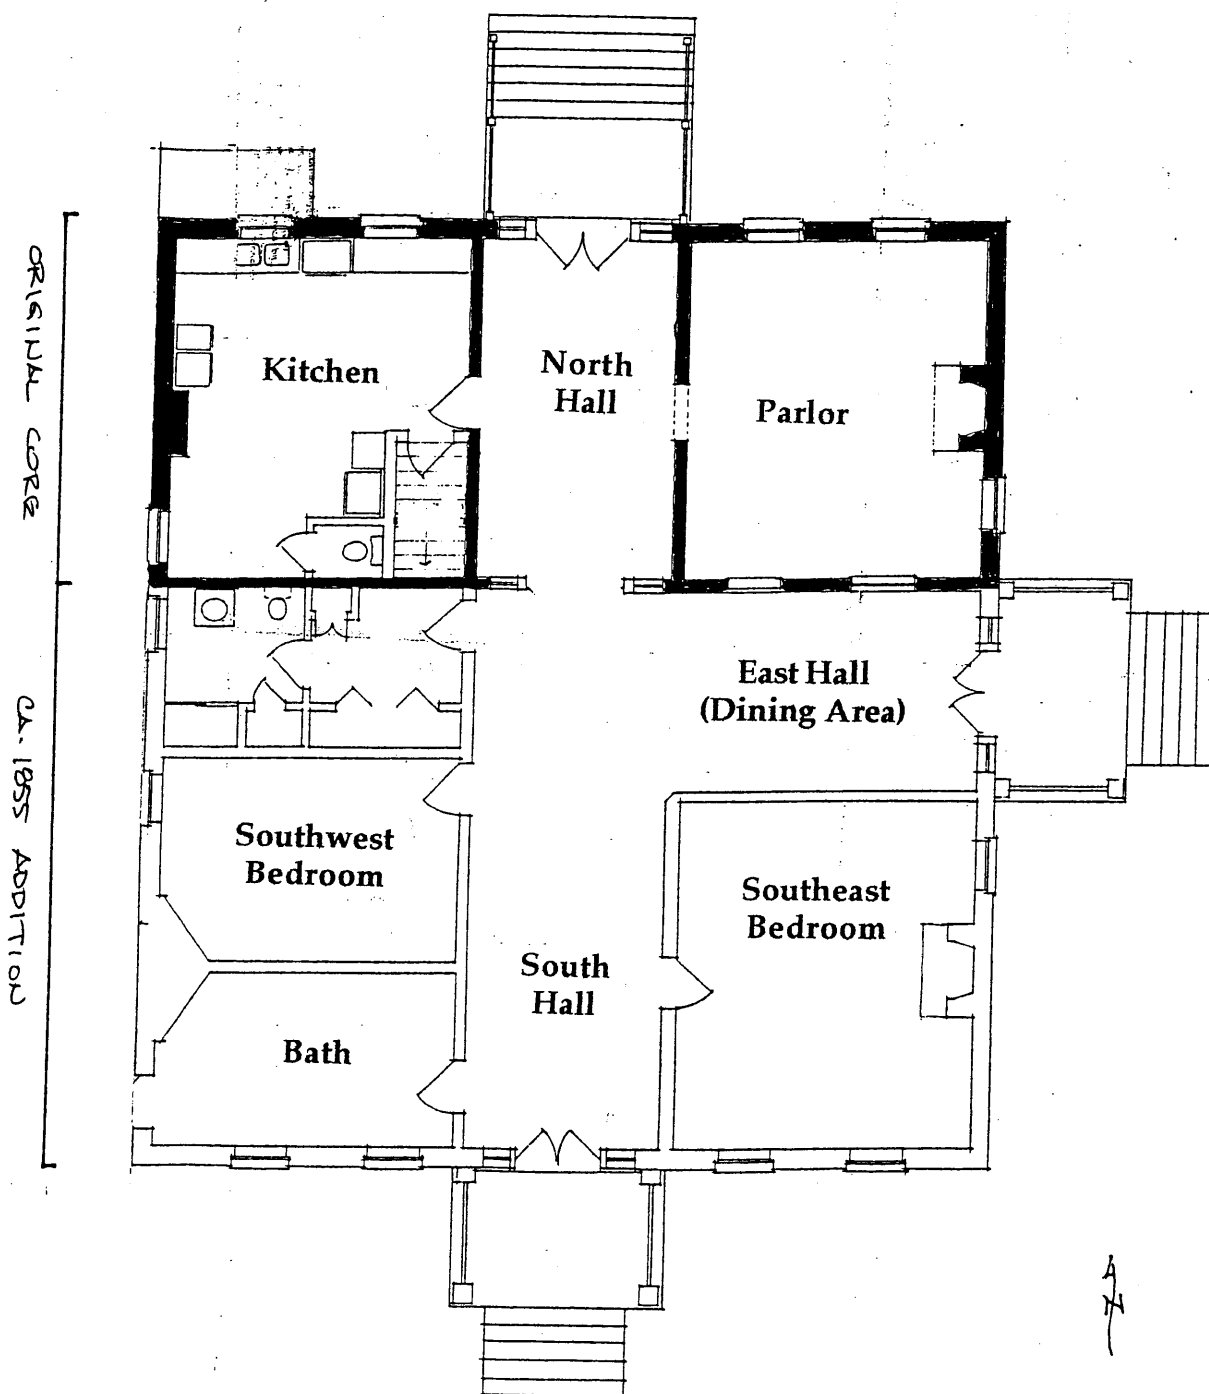 Kitchen
North
Hall
Parlor
ORIGINAL CORE
East Hall
(Dining Area)
CA. 1855 ADDITION
Southwest
Bedroom
Southeast
Bedroom
South
Hall
Bath
N